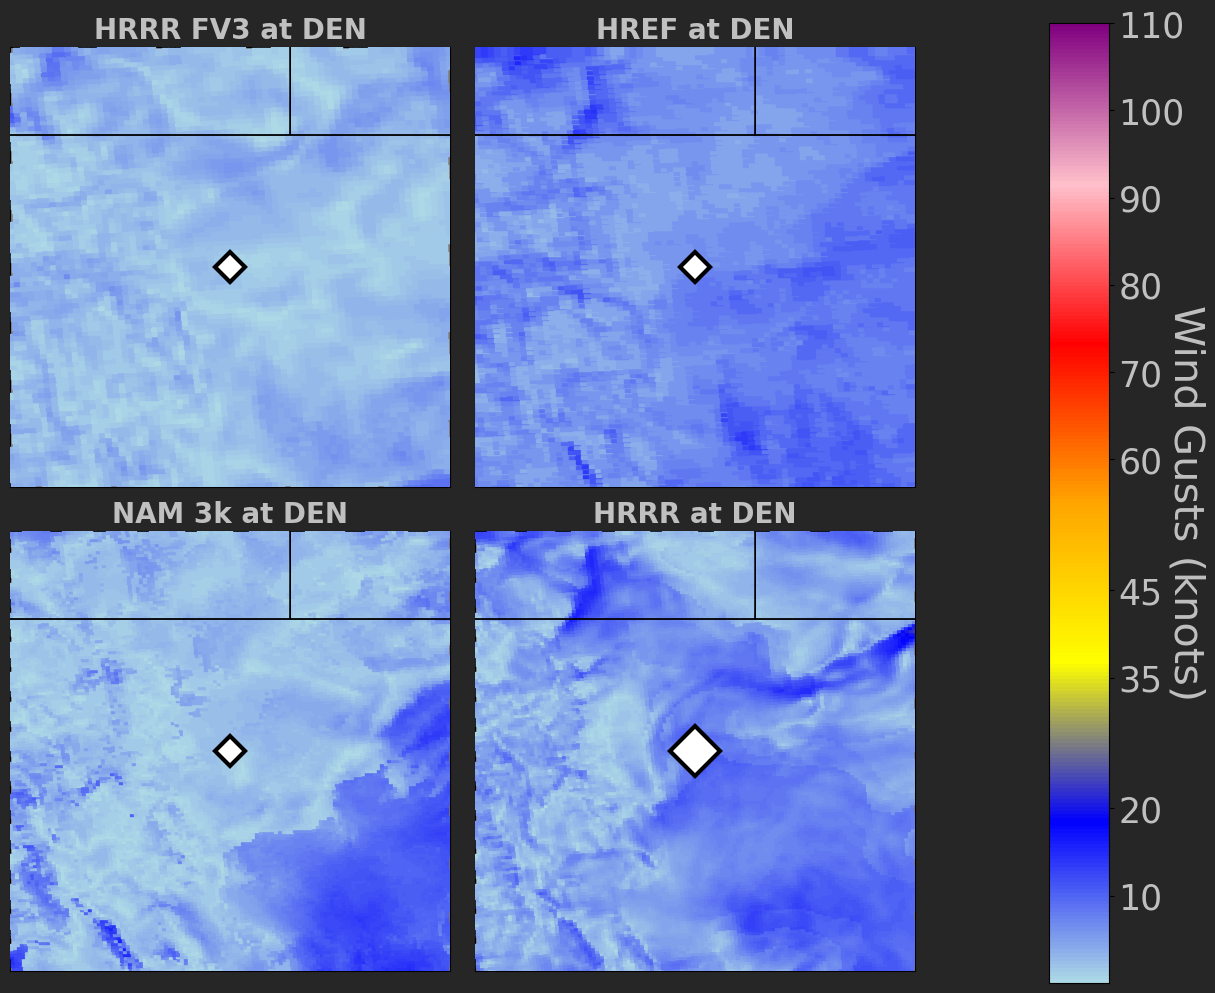 HRRR FV3 at DEN
HREF at DEN
NAM 3k at DEN
HRRR at DEN
110
100
90
80
70
60
45
35
20
10
Wind Gusts (knots)